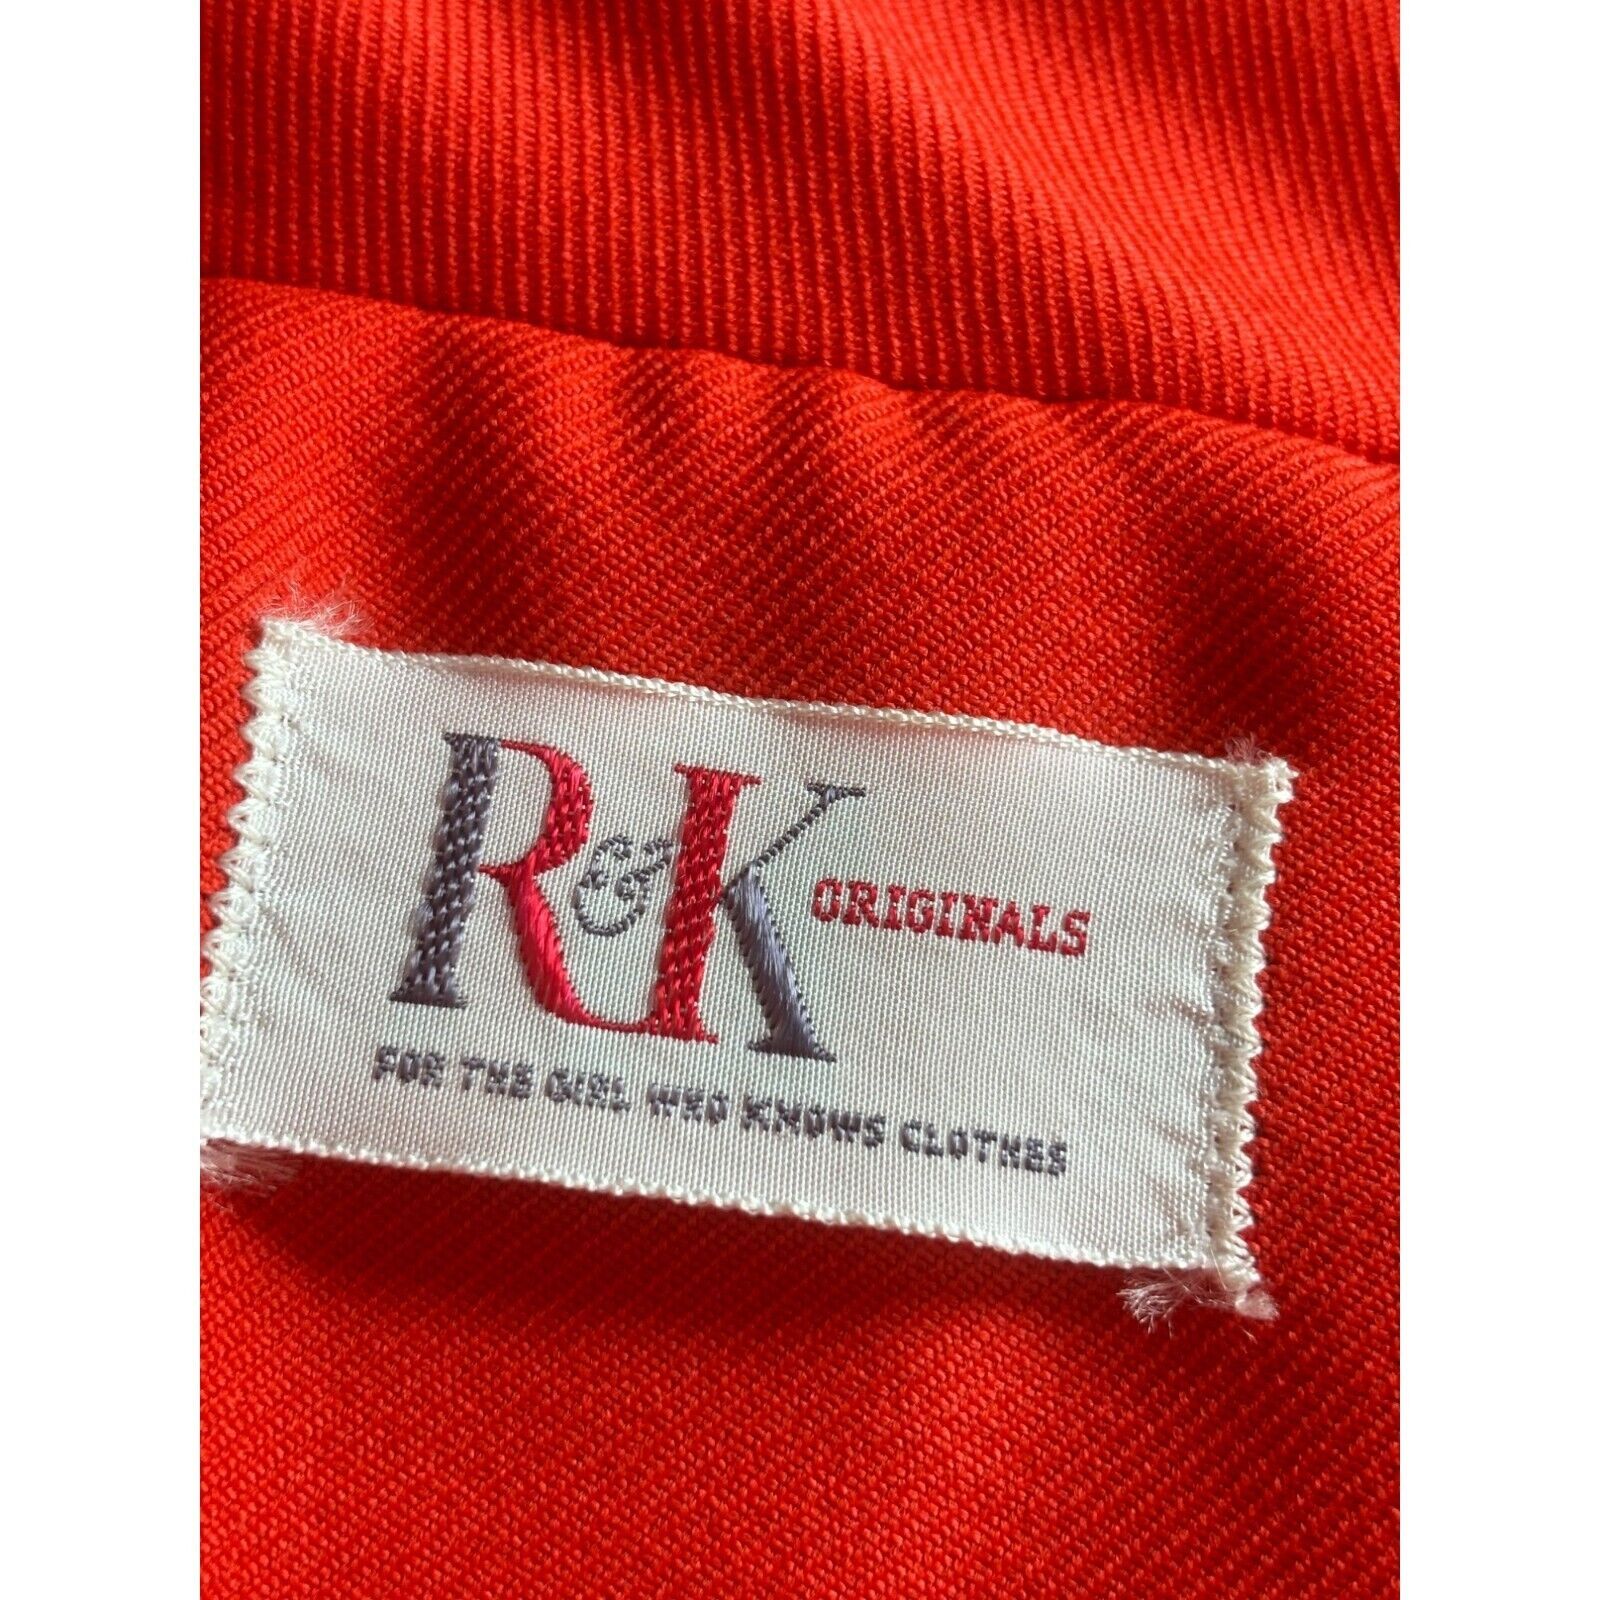 R&K ORIGINALS
FOR THE GIRL WHO KNOWS CLOTHES